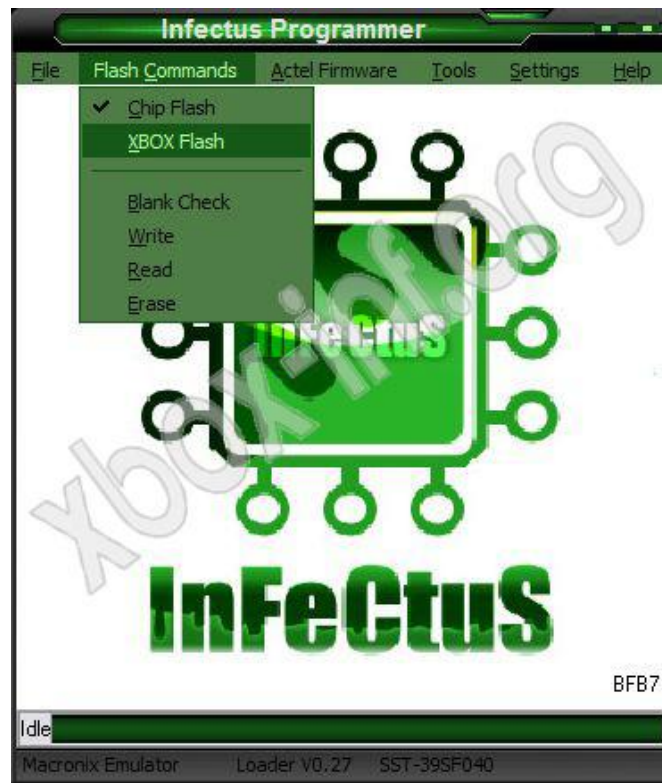 Infectus Programmer
File Flash Commands Actel Firmware Tools Settings Help
Chip Flash
XBOX Flash
Blank Check
Write
Read
Erase
InFeCtuS
xbox-inf.org
InFeCtuS
BFB7
Idle
Macronix Emulator Loader V0,27 SST-39SF040